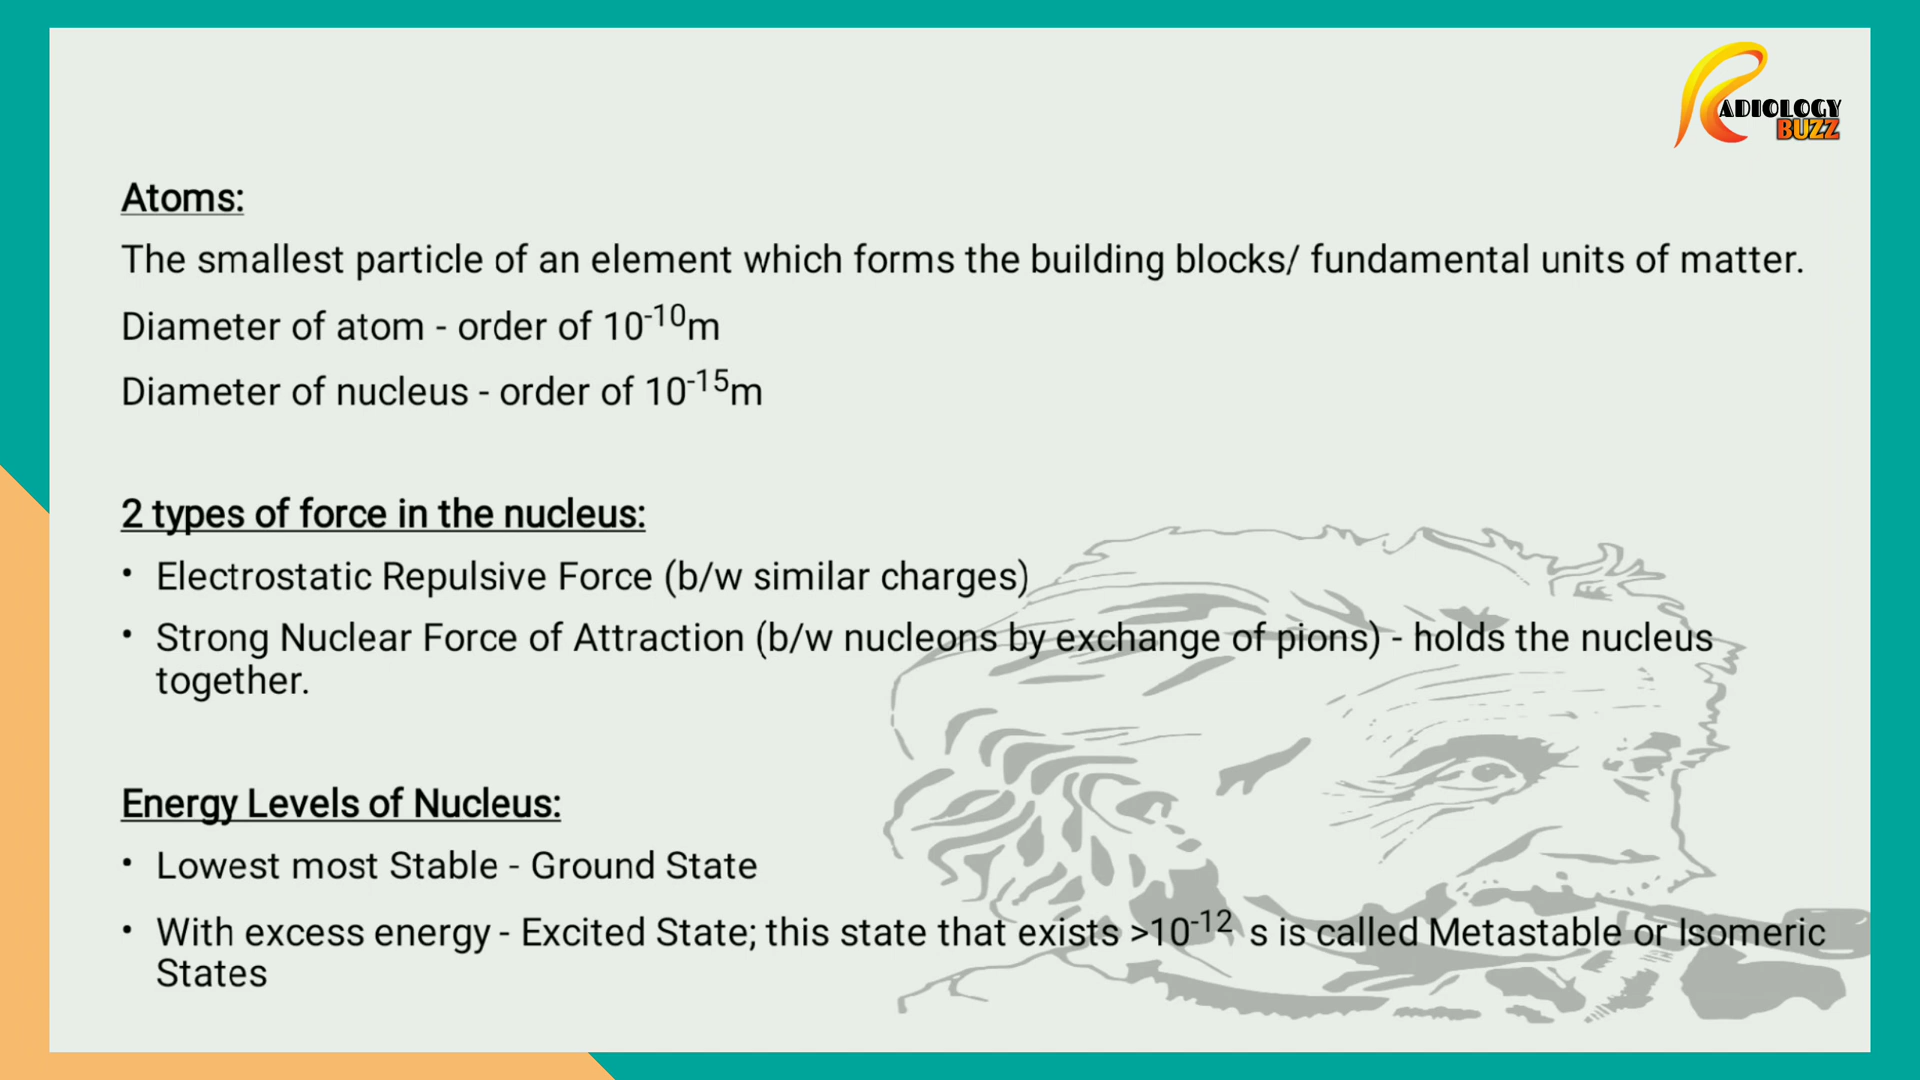 RADIOLOGY
BUZZ
Atoms:
The smallest particle of an element which forms the building blocks/ fundamental units of matter.
Diameter of atom - order of 10⁻¹⁰m
Diameter of nucleus - order of 10⁻¹⁵m
2 types of force in the nucleus:
• Electrostatic Repulsive Force (b/w similar charges)
• Strong Nuclear Force of Attraction (b/w nucleons by exchange of pions) - holds the nucleus
together.
Energy Levels of Nucleus:
• Lowest most Stable - Ground State
• With excess energy - Excited State; this state that exists >10⁻¹² s is called Metastable or Isomeric
States